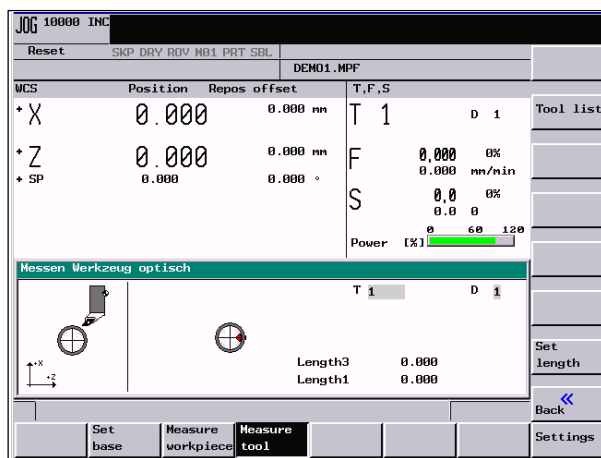 JOG 10000 INC
Reset SKP DRY ROV M01 PRT SBL
DEMO1.MPF
WCS Position Repos offset T,F,S
+ X 0.000 0.000 mm T 1 D 1 Tool list
+ Z 0.000 0.000 mm F 0,000 0%
0.000 mm/min
+ SP 0.000 0.000 °
S 0,0 0%
0.0 0
0 60 120
Power [%]
Messen Werkzeug optisch
T 1 D 1
+X
+Z
Length3 0.000
Length1 0.000
Set
length
« 
Back
Set
base
Measure
workpiece
Measure
tool
Settings